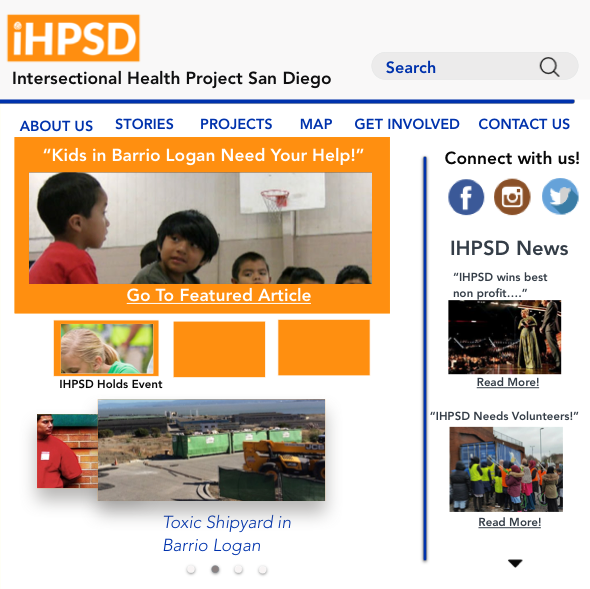 iHPSD
Intersectional Health Project San Diego
Search
ABOUT US STORIES PROJECTS MAP GET INVOLVED CONTACT US
“Kids in Barrio Logan Need Your Help!”
Go To Featured Article
IHPSD Holds Event
Toxic Shipyard in
Barrio Logan
Connect with us!
IHPSD News
“IHPSD wins best
non profit....”
Read More!
“IHPSD Needs Volunteers!”
Read More!